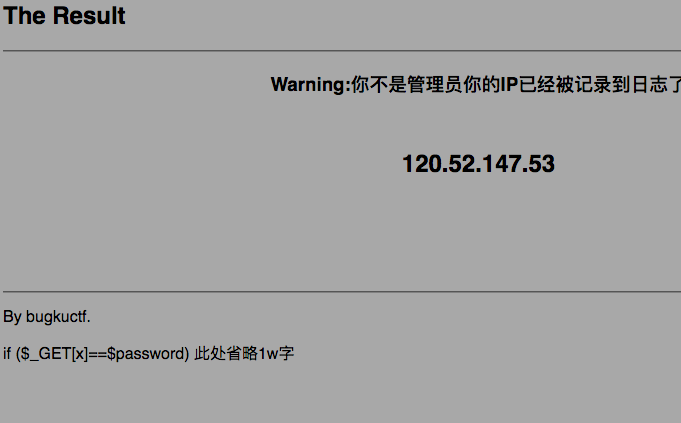 The Result
Warning:你不是管理员你的IP已经被记录到日志了
120.52.147.53
By bugkuctf.
if ($_GET[x]==$password) 此处省略1w字